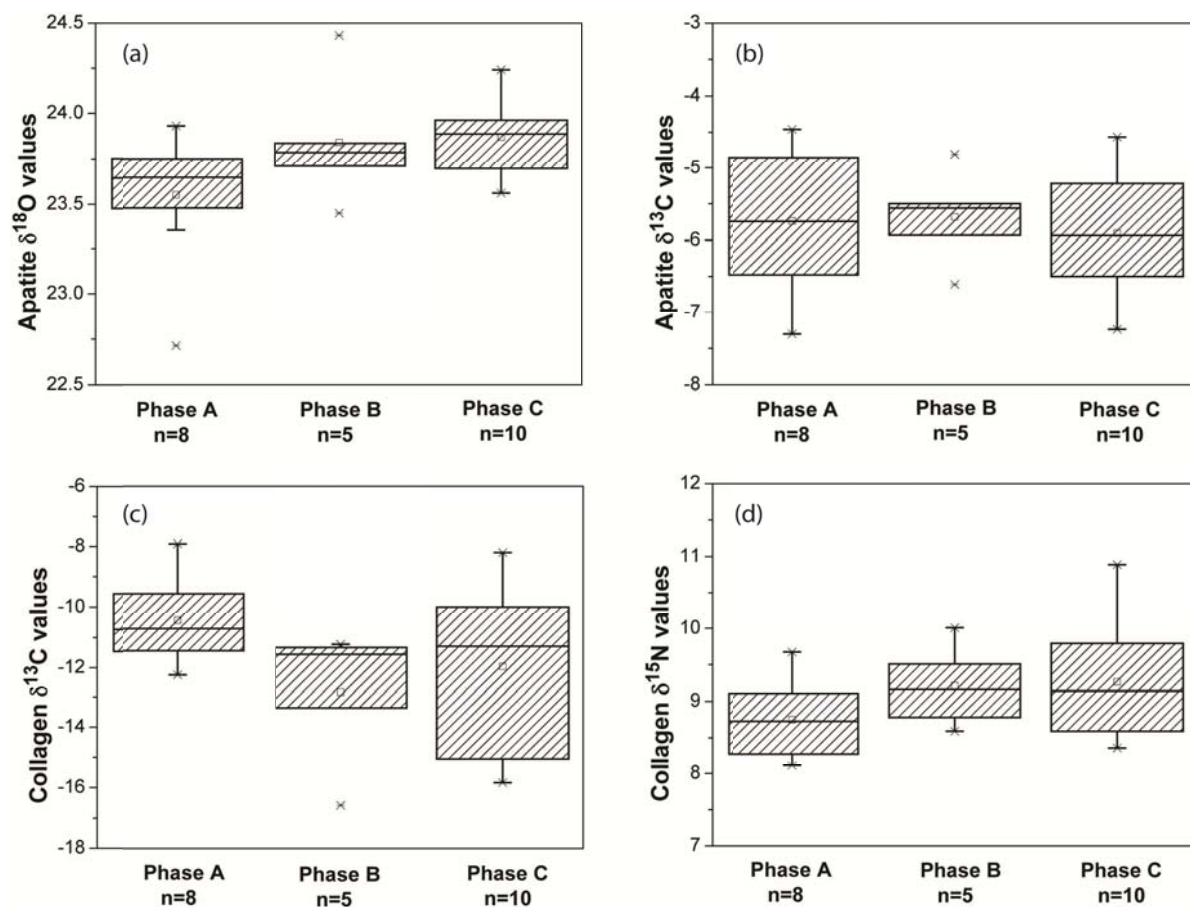 (a)
Apatite δ18O values
24.5
24.0
23.5
23.0
22.5
Phase A Phase B Phase C
n=8 n=5 n=10
(b)
Apatite δ13C values
-3
-4
-5
-6
-7
-8
Phase A Phase B Phase C
n=8 n=5 n=10
(c)
Collagen δ13C values
-6
-8
-10
-12
-14
-16
-18
Phase A Phase B Phase C
n=8 n=5 n=10
(d)
Collagen δ15N values
12
11
10
9
8
7
Phase A Phase B Phase C
n=8 n=5 n=10